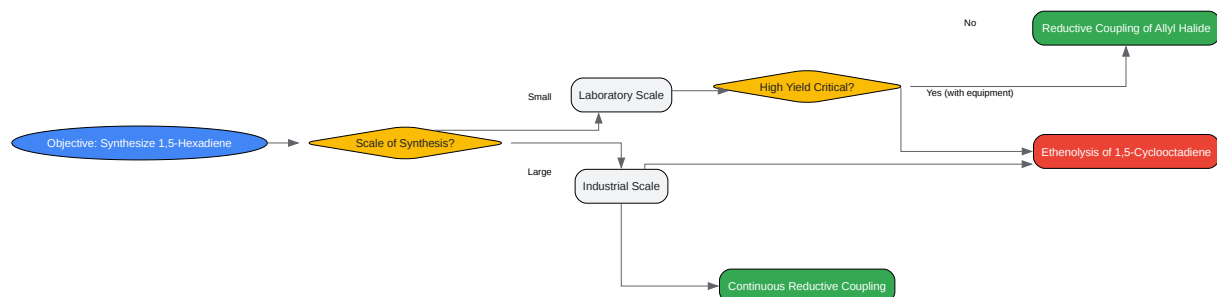 No
Reductive Coupling of Allyl Halide
High Yield Critical?
Yes (with equipment)
Small
Laboratory Scale
Objective: Synthesize 1,5-Hexadiene
Scale of Synthesis?
Ethenolysis of 1,5-Cyclooctadiene
Large
Industrial Scale
Continuous Reductive Coupling